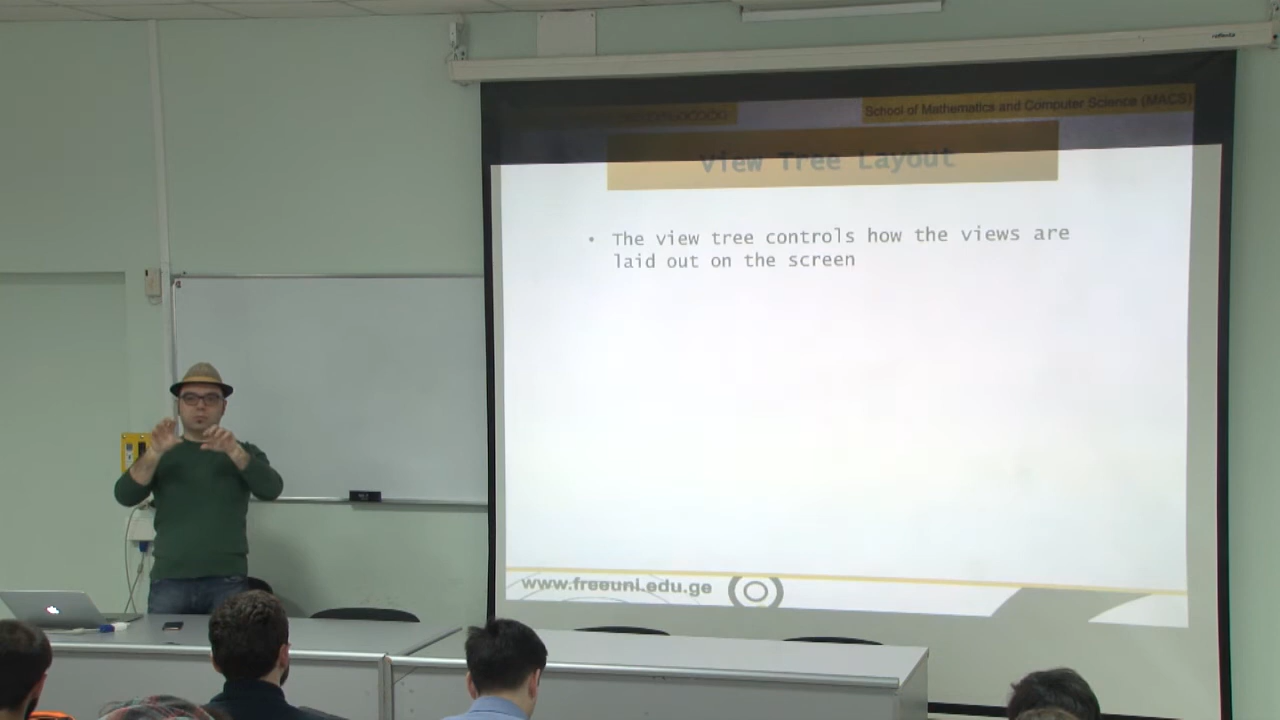 School of Mathematics and Computer Science (MACS)
View Tree Layout
• The view tree controls how the views are
laid out on the screen
www.freeuni.edu.ge